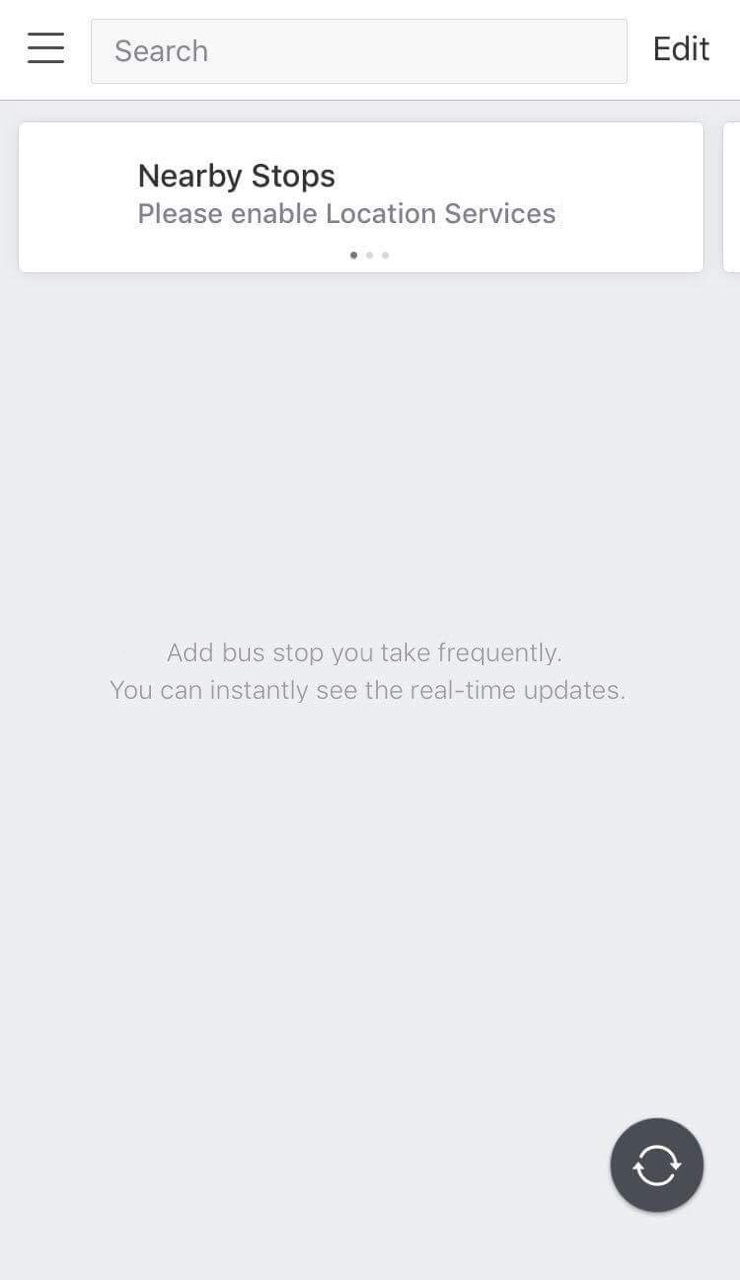 Search
Edit
Nearby Stops
Please enable Location Services
Add bus stop you take frequently.
You can instantly see the real-time updates.